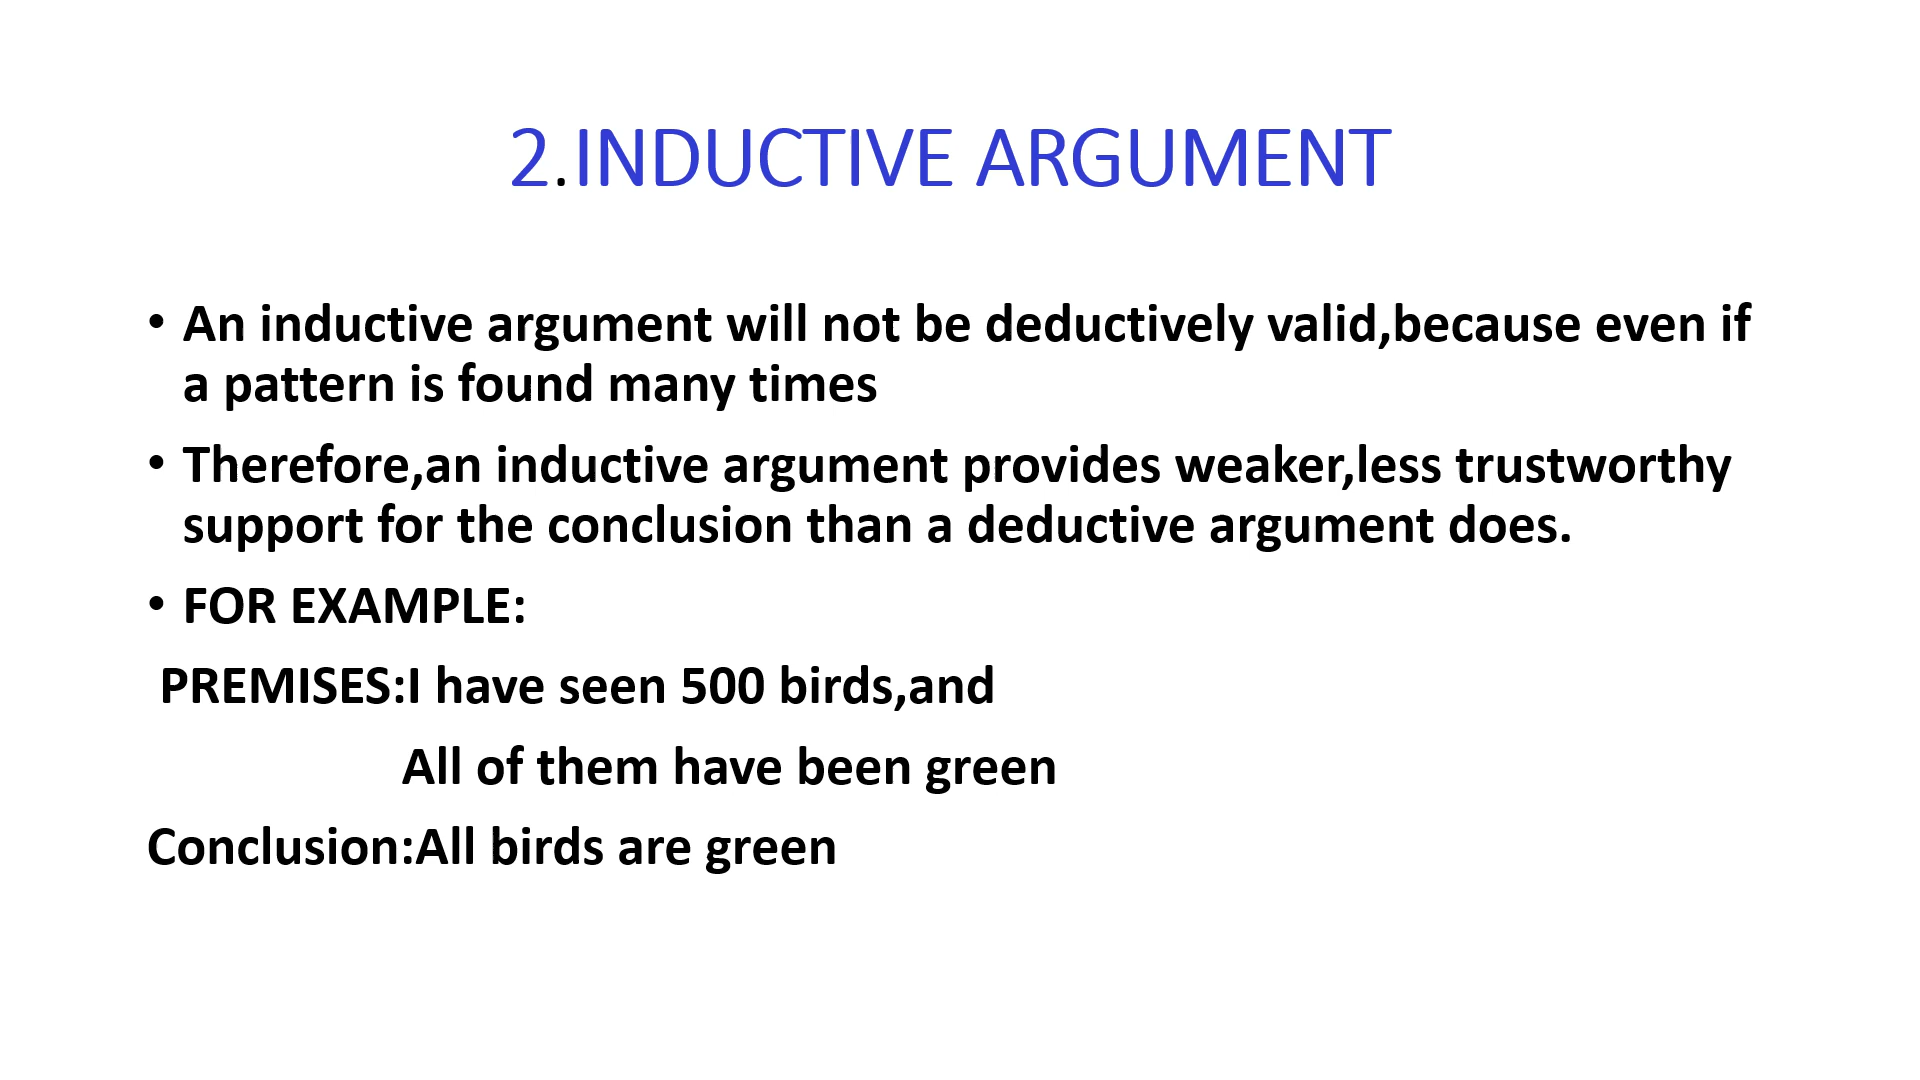 2.INDUCTIVE ARGUMENT
• An inductive argument will not be deductively valid,because even if
a pattern is found many times
• Therefore,an inductive argument provides weaker,less trustworthy
support for the conclusion than a deductive argument does.
• FOR EXAMPLE:
PREMISES:I have seen 500 birds,and
All of them have been green
Conclusion:All birds are green